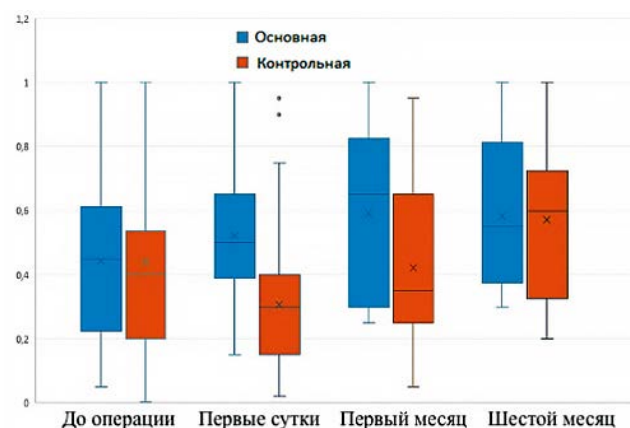 1,2
Основная
Контрольная
1
0,8
0,6
0,4
0,2
0
До операции Первые сутки Первый месяц Шестой месяц